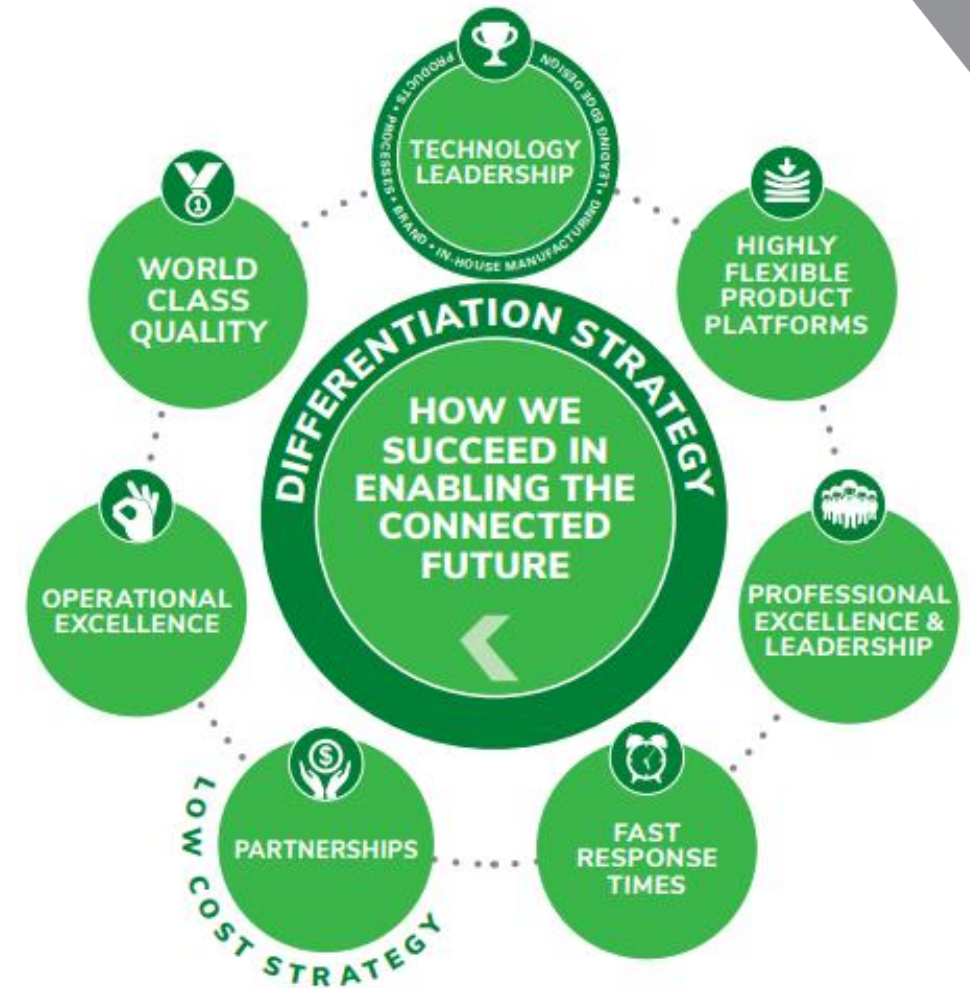 PRODUCTS • PROCESSES • BRAND • IN-HOUSE MANUFACTURING • LEADING EDGE DESIGN
TECHNOLOGY
LEADERSHIP
1
WORLD
CLASS
QUALITY
HIGHLY
FLEXIBLE
PRODUCT
PLATFORMS
DIFFERENTIATION STRATEGY
HOW WE
SUCCEED IN
ENABLING THE
CONNECTED
FUTURE
OPERATIONAL
EXCELLENCE
PROFESSIONAL
EXCELLENCE &
LEADERSHIP
$
PARTNERSHIPS
LOW COST STRATEGY
FAST
RESPONSE
TIMES